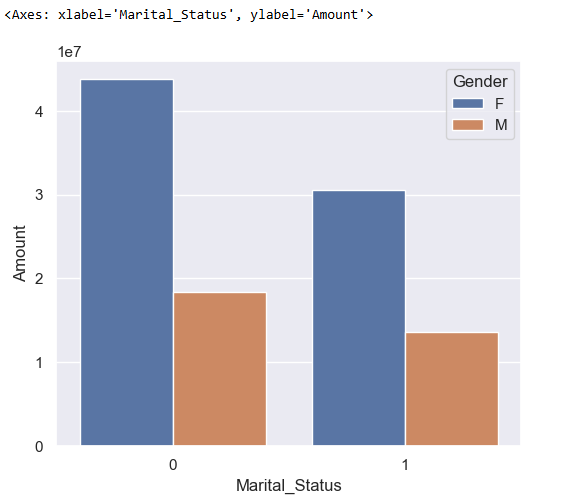 <Axes: xlabel='Marital_Status', ylabel='Amount'>
1e7
Gender
F
M
4
3
2
1
0
Amount
0 1
Marital_Status